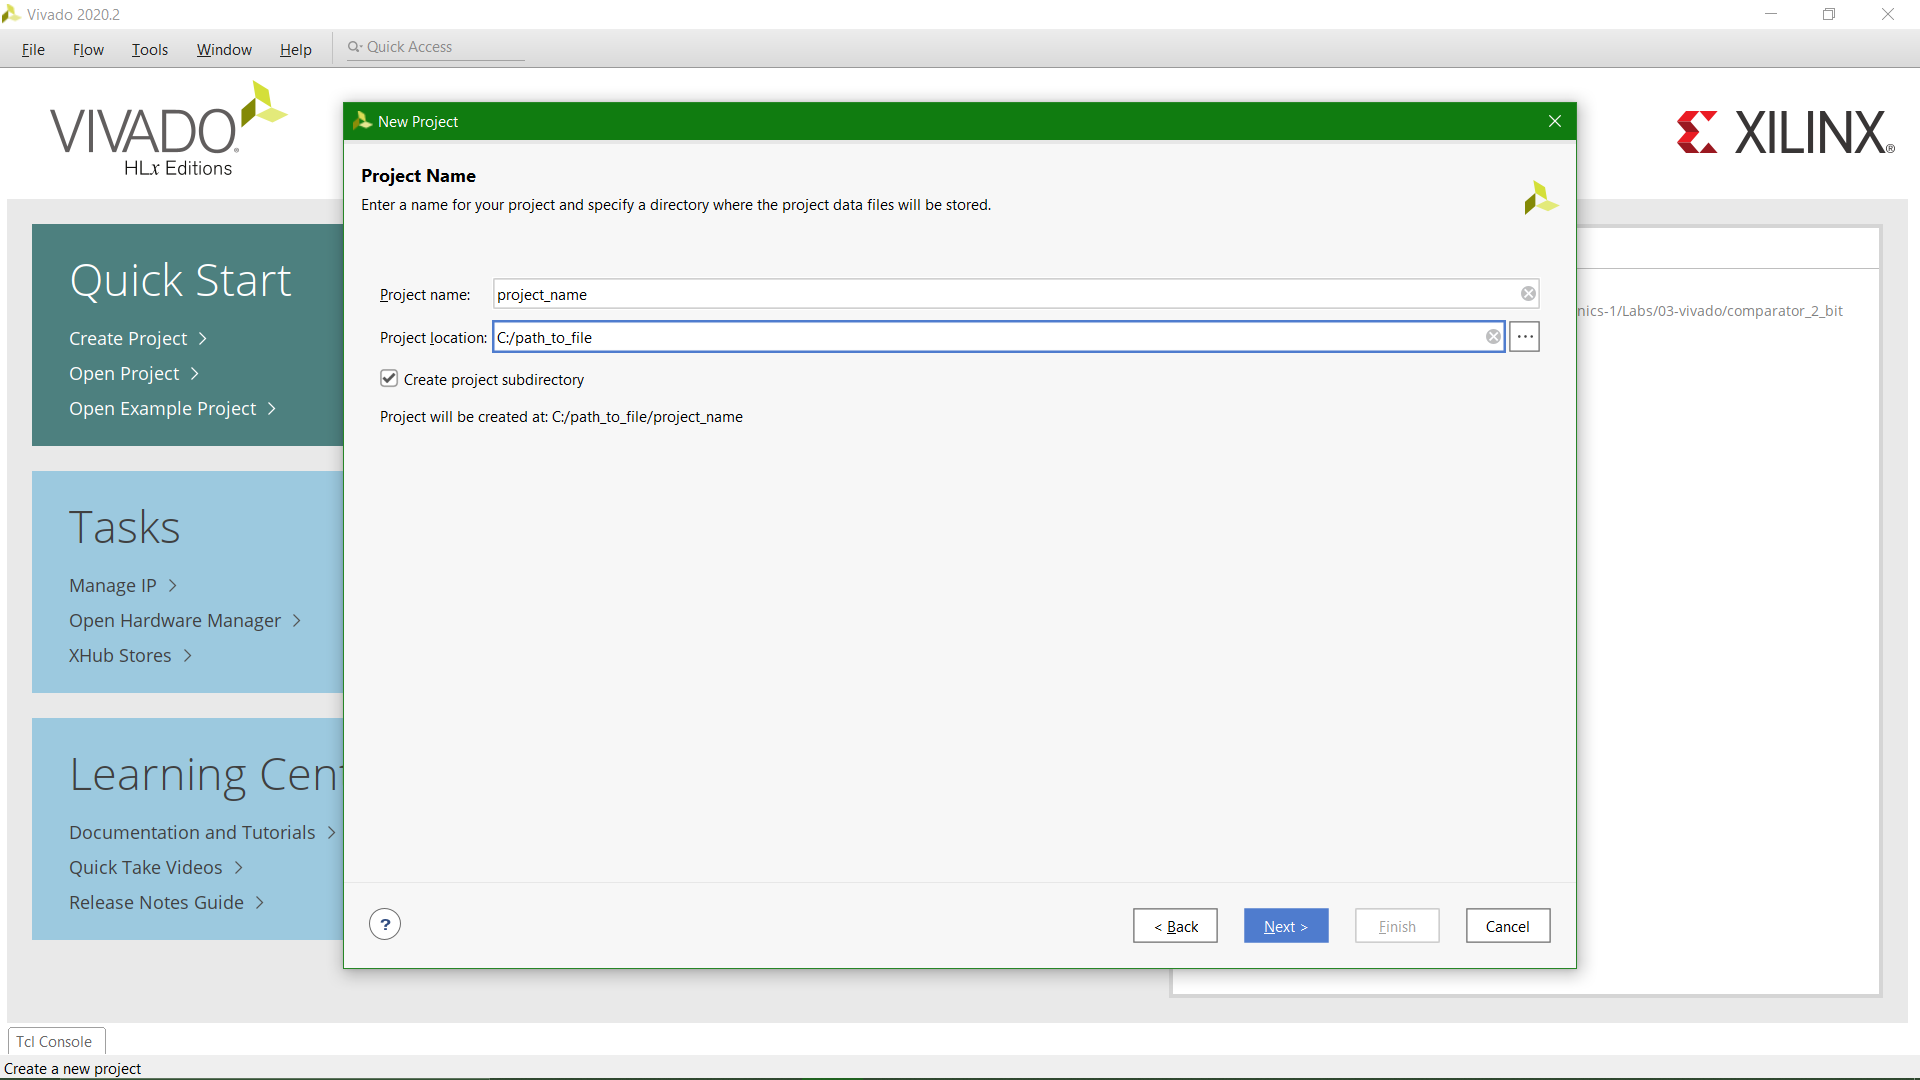 Vivado 2020.2
File Flow Tools Window Help Quick Access
VIVADO®
HLx Editions
XILINX®
New Project
Project Name
Enter a name for your project and specify a directory where the project data files will be stored.
Project name: project_name
Project location: C:/path_to_file ...
Create project subdirectory
Project will be created at: C:/path_to_file/project_name
? < Back Next > Finish Cancel
Quick Start
Create Project >
Open Project >
Open Example Project >
Tasks
Manage IP >
Open Hardware Manager >
XHub Stores >
Learning Cen
Documentation and Tutorials >
Quick Take Videos >
Release Notes Guide >
nics-1/Labs/03-vivado/comparator_2_bit
Tcl Console
Create a new project